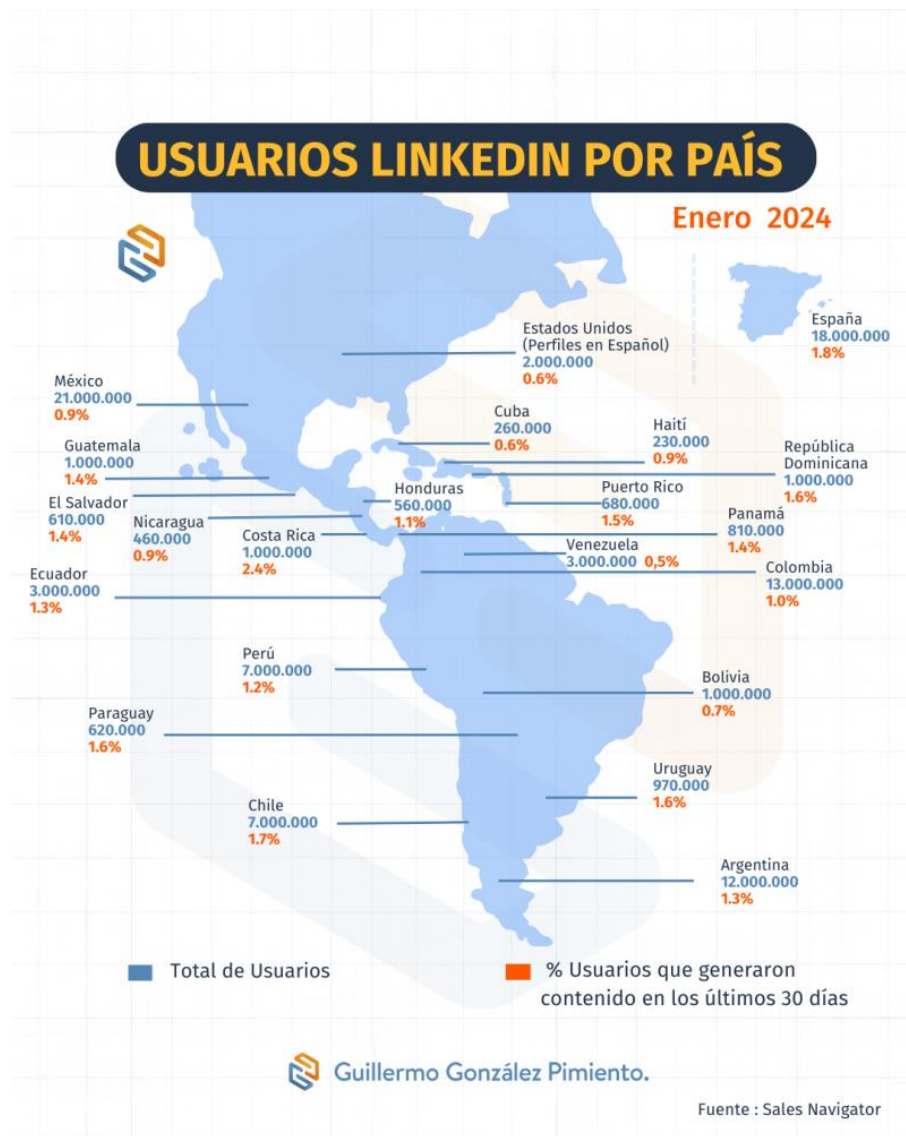 USUARIOS LINKEDIN POR PAÍS
Enero 2024
España
18.000.000
1.8%
Estados Unidos
(Perfiles en Español)
2.000.000
0.6%
México
21.000.000
0.9%
Cuba
260.000
0.6%
Haití
230.000
0.9%
Guatemala
1.000.000
1.4%
República
Dominicana
1.000.000
1.6%
El Salvador
610.000
1.4%
Honduras
560.000
1.1%
Puerto Rico
680.000
1.5%
Nicaragua
460.000
0.9%
Costa Rica
1.000.000
2.4%
Panamá
810.000
1.4%
Venezuela
3.000.000 0,5%
Colombia
13.000.000
1.0%
Ecuador
3.000.000
1.3%
Perú
7.000.000
1.2%
Bolivia
1.000.000
0.7%
Paraguay
620.000
1.6%
Uruguay
970.000
1.6%
Chile
7.000.000
1.7%
Argentina
12.000.000
1.3%
Total de Usuarios
% Usuarios que generaron
contenido en los últimos 30 días
Guillermo González Pimiento.
Fuente : Sales Navigator